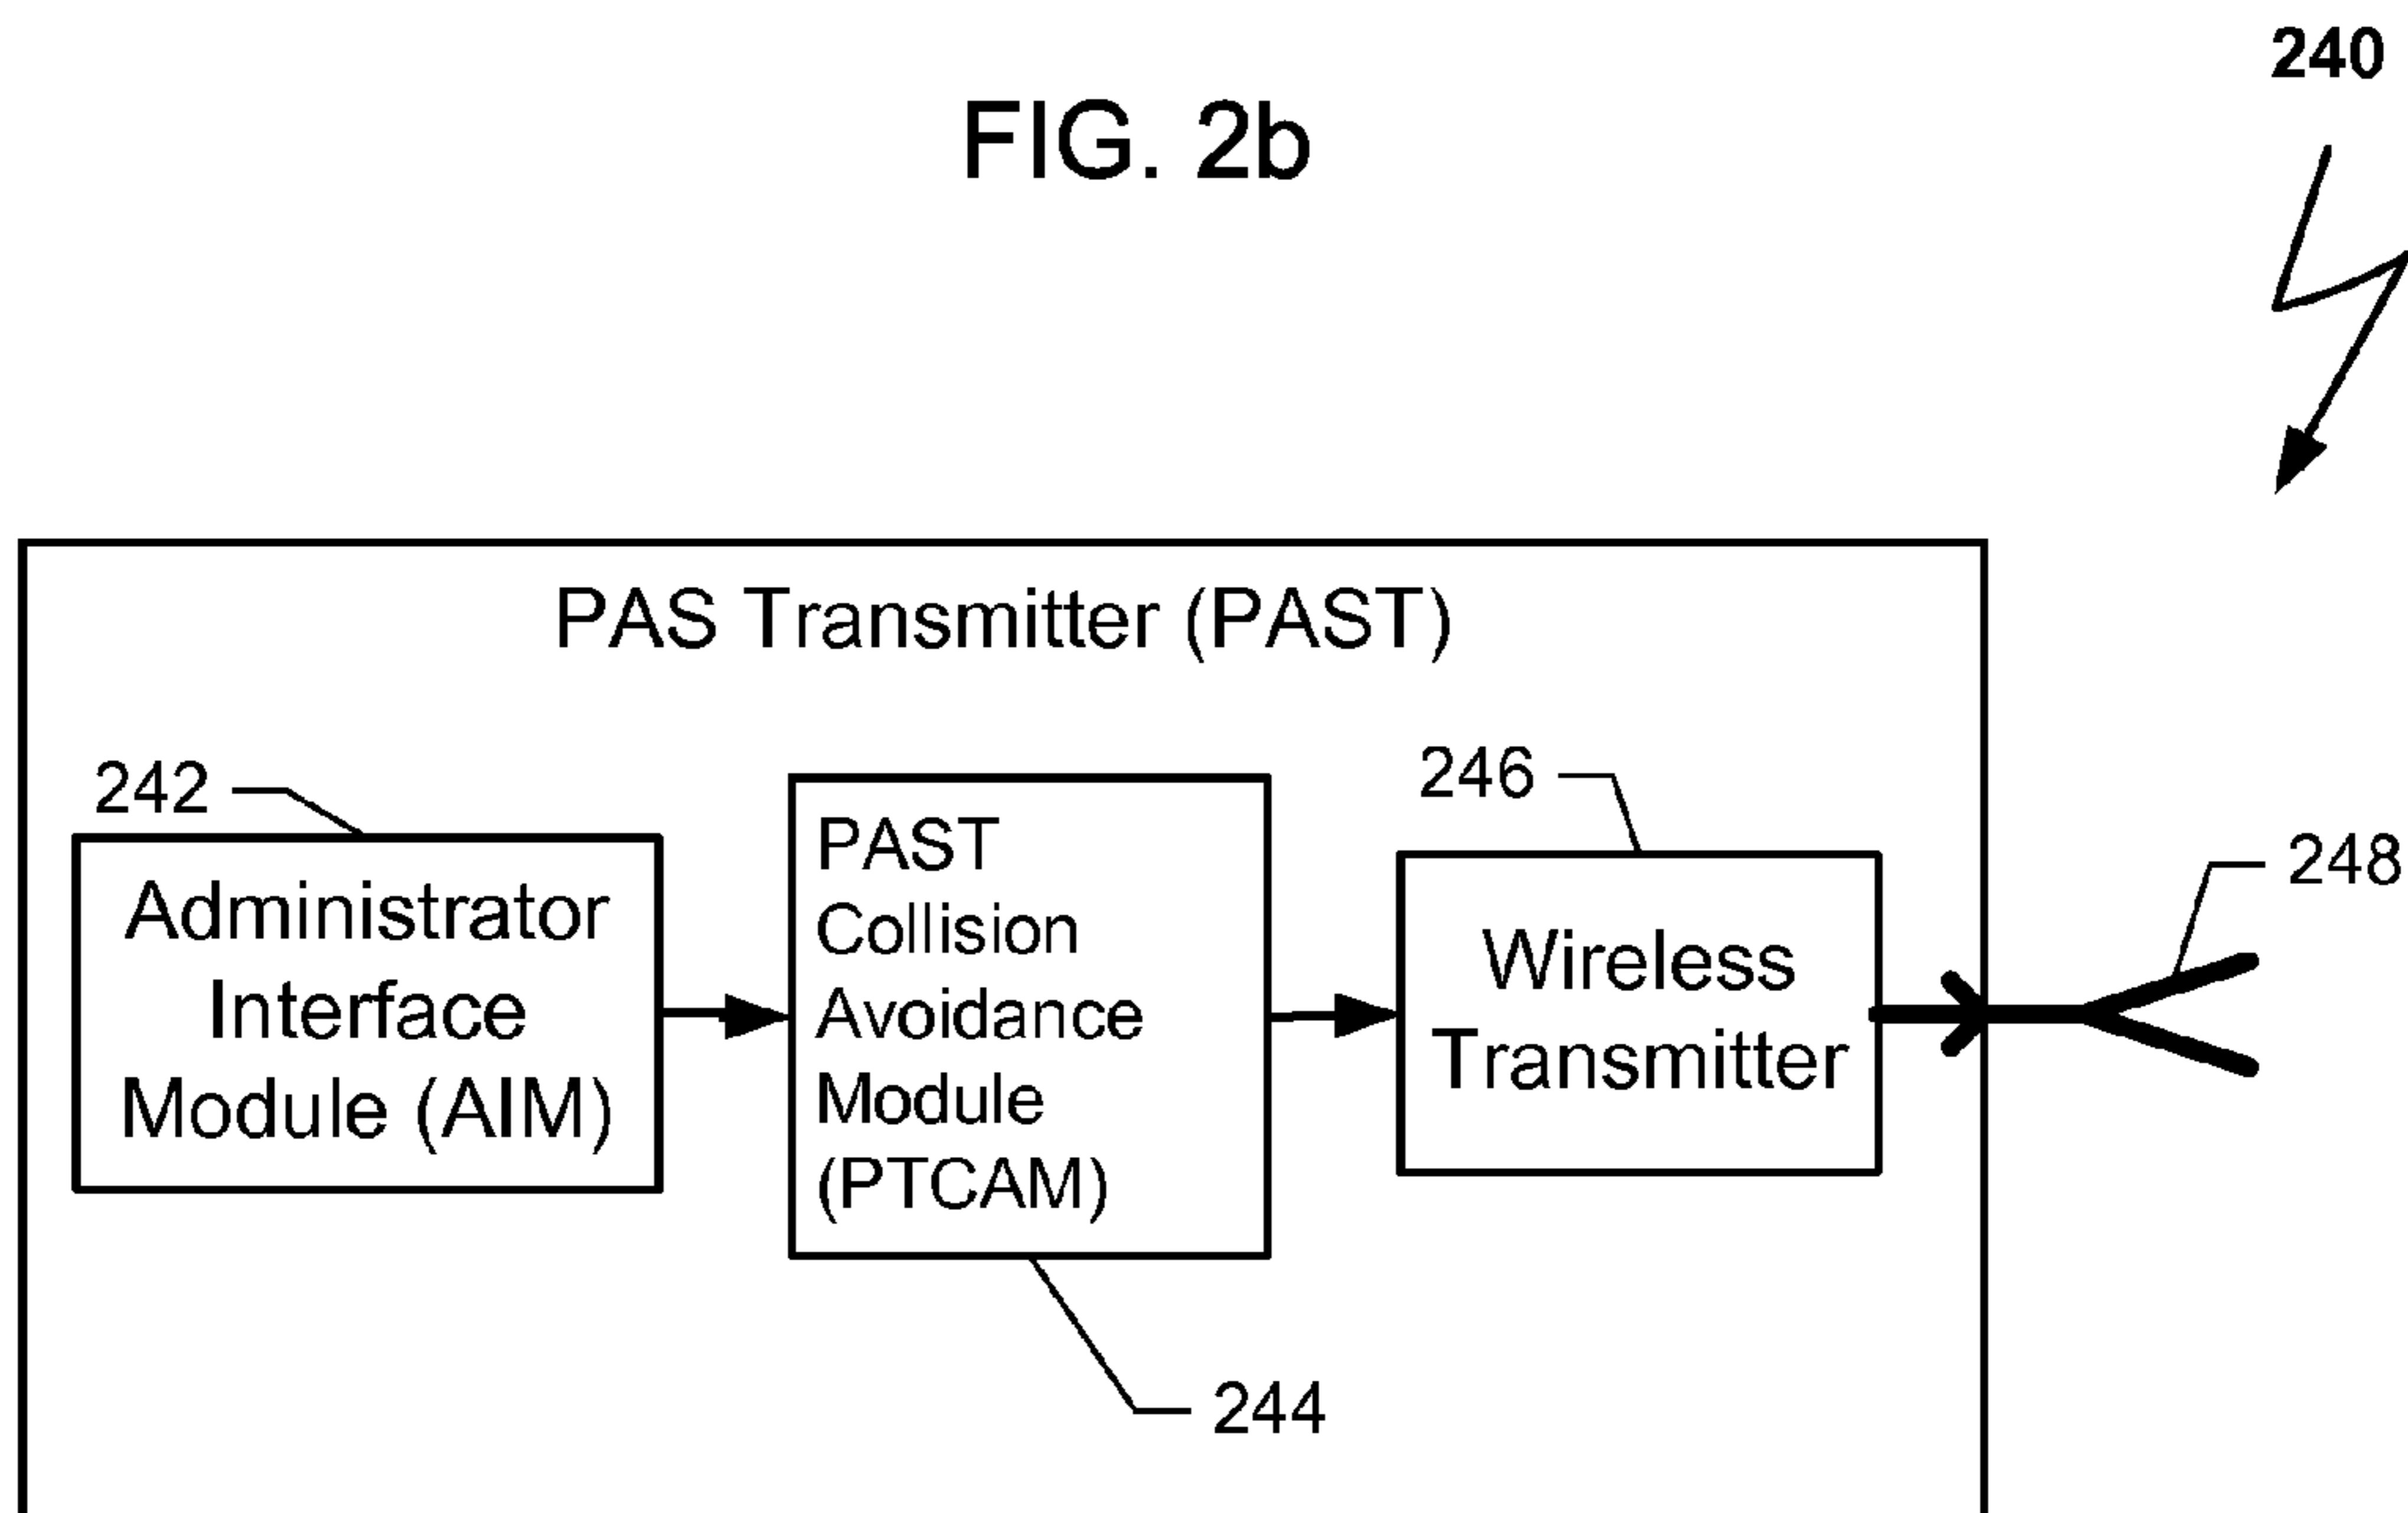 240
FIG. 2b
PAS Transmitter (PAST)
242
Administrator
Interface
Module (AIM)
PAST
Collision
Avoidance
Module
(PTCAM)
244
246
Wireless
Transmitter
248